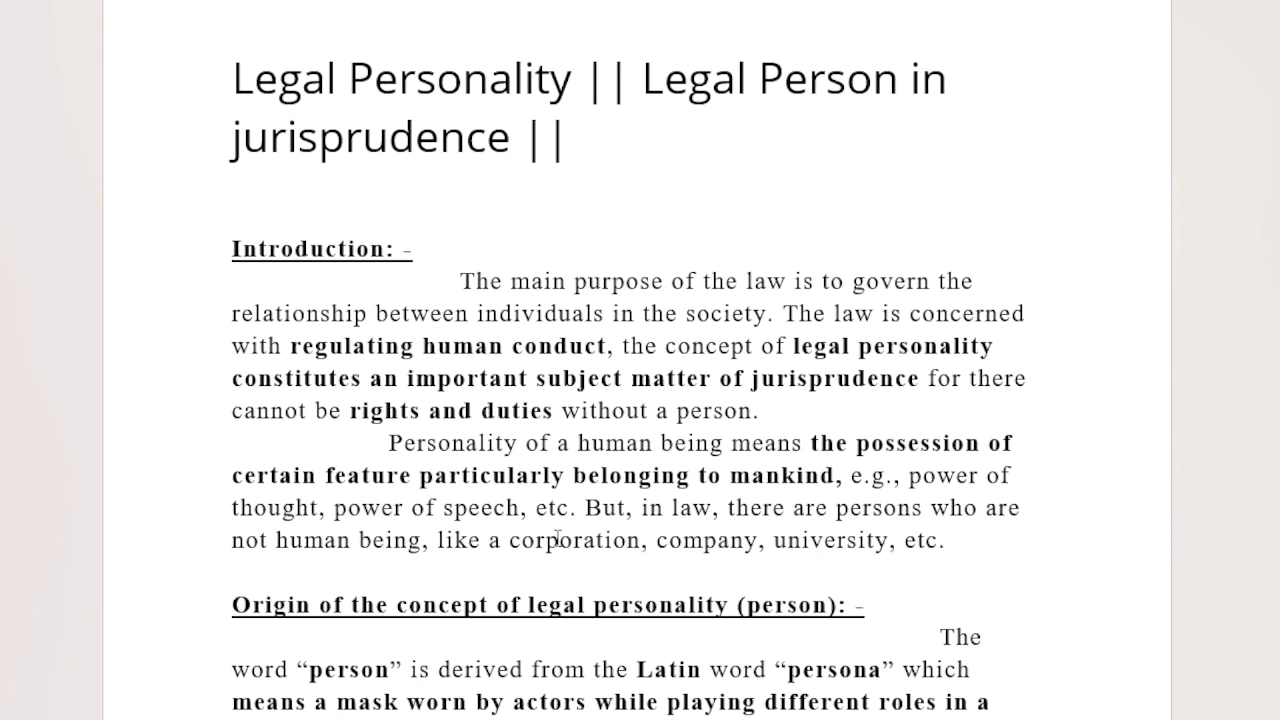 Legal Personality || Legal Person in
jurisprudence ||
Introduction: -
The main purpose of the law is to govern the
relationship between individuals in the society. The law is concerned
with regulating human conduct, the concept of legal personality
constitutes an important subject matter of jurisprudence for there
cannot be rights and duties without a person.
Personality of a human being means the possession of
certain feature particularly belonging to mankind, e.g., power of
thought, power of speech, etc. But, in law, there are persons who are
not human being, like a corporation, company, university, etc.
Origin of the concept of legal personality (person): -
The
word “person” is derived from the Latin word “persona” which
means a mask worn by actors while playing different roles in a